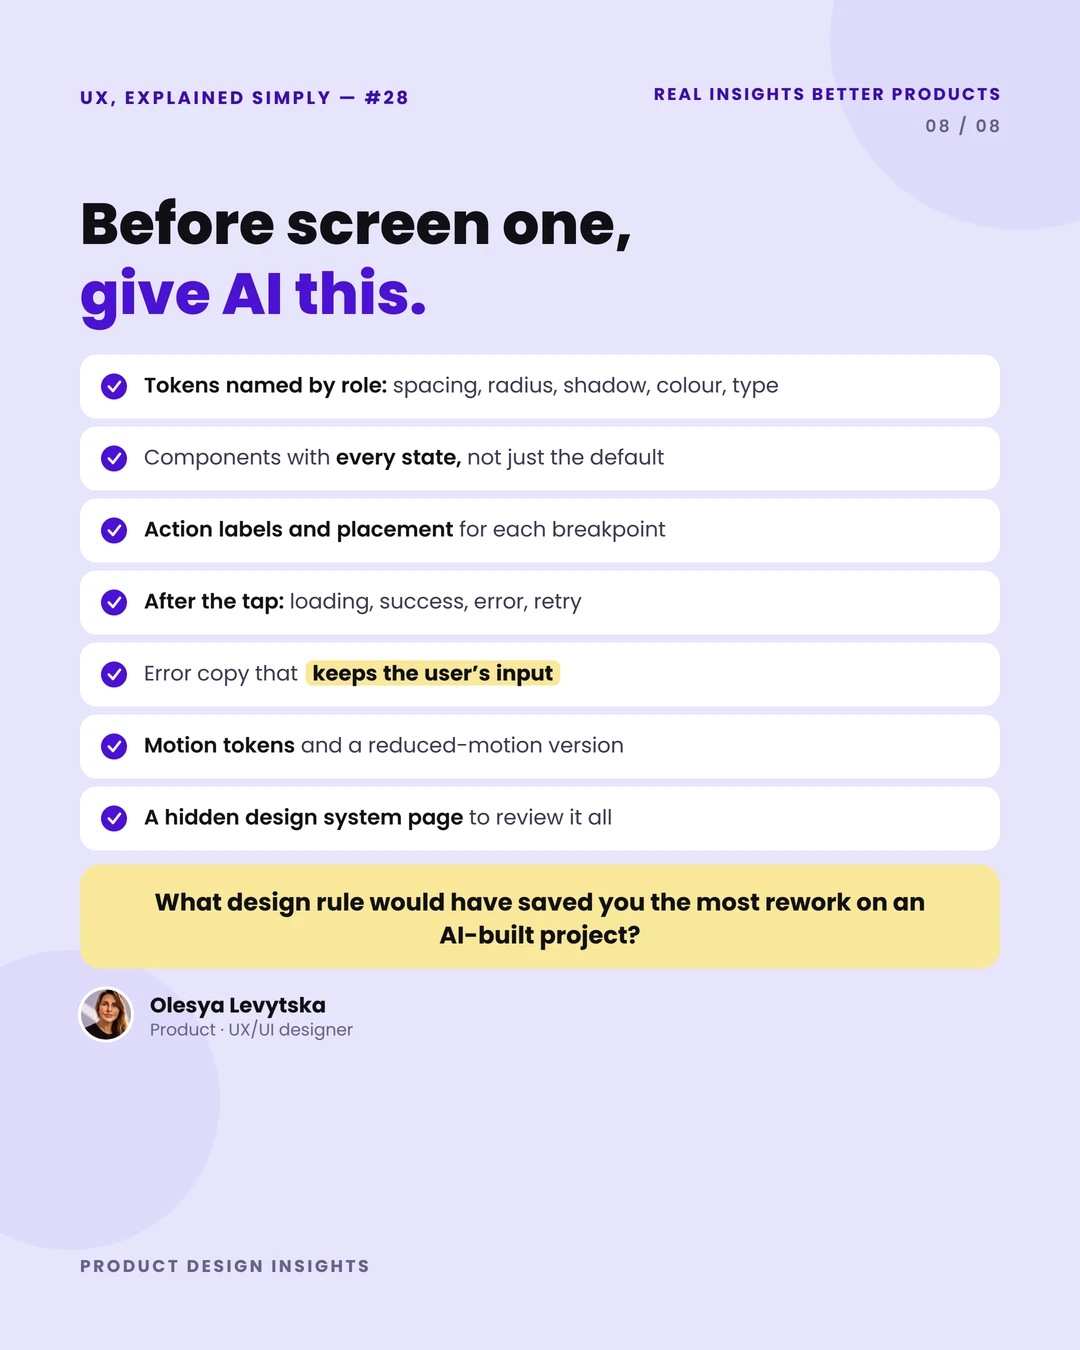 UX, EXPLAINED SIMPLY — #28
REAL INSIGHTS BETTER PRODUCTS
08 / 08
Before screen one,
give AI this.
Tokens named by role: spacing, radius, shadow, colour, type
Components with every state, not just the default
Action labels and placement for each breakpoint
After the tap: loading, success, error, retry
Error copy that keeps the user’s input
Motion tokens and a reduced-motion version
A hidden design system page to review it all
What design rule would have saved you the most rework on an
AI-built project?
Olesya Levytska
Product · UX/UI designer
PRODUCT DESIGN INSIGHTS